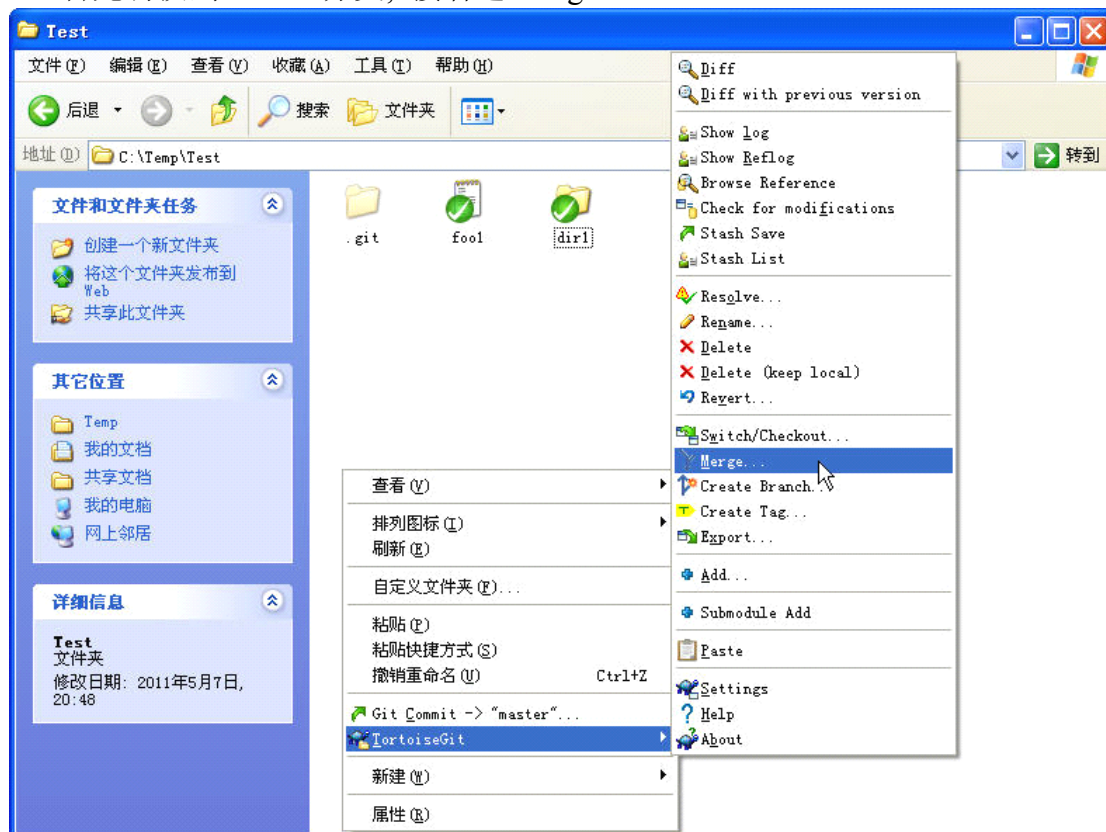 Test
文件(F) 编辑(E) 查看(V) 收藏(A) 工具(T) 帮助(H)
后退 搜索 文件夹
地址(D) C:\Temp\Test 转到
文件和文件夹任务
创建一个新文件夹
将这个文件夹发布到
Web
共享此文件夹
其它位置
Temp
我的文档
共享文档
我的电脑
网上邻居
详细信息
Test
文件夹
修改日期: 2011年5月7日,
20:48
.git foo1 dir1
查看(V)
排列图标(I)
刷新(E)
自定义文件夹(F)...
粘贴(P)
粘贴快捷方式(S)
撤销重命名(U) Ctrl+Z
Git Commit -> "master"...
TortoiseGit
新建(W)
属性(R)
Diff
Diff with previous version
Show log
Show Reflog
Browse Reference
Check for modifications
Stash Save
Stash List
Resolve...
Rename...
Delete
Delete (keep local)
Revert...
Switch/Checkout...
Merge...
Create Branch...
Create Tag...
Export...
Add...
Submodule Add
Paste
Settings
Help
About